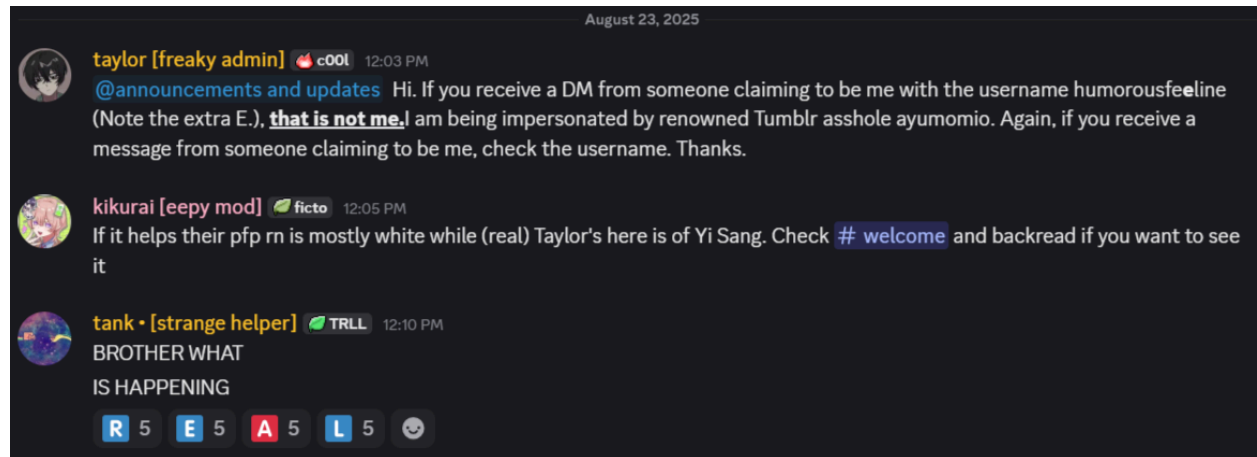 August 23, 2025
taylor [freaky admin] c00l 12:03 PM
@announcements and updates Hi. If you receive a DM from someone claiming to be me with the username humorousfeeline
(Note the extra E.), that is not me.I am being impersonated by renowned Tumblr asshole ayumomio. Again, if you receive a
message from someone claiming to be me, check the username. Thanks.
kikurai [eepy mod] ficto 12:05 PM
If it helps their pfp rn is mostly white while (real) Taylor's here is of Yi Sang. Check # welcome and backread if you want to see
it
tank • [strange helper] TRLL 12:10 PM
BROTHER WHAT
IS HAPPENING
R 5 E 5 A 5 L 5